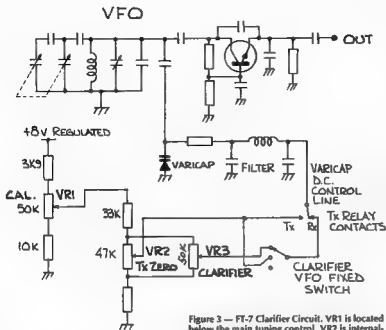 VFO
OUT
+8V REGULATED
3K9
CAL.
50K
VR1
10K
VARICAP
FILTER
VARICAP
D.C.
CONTROL
LINE
Tx
Rx
Tx RELAY
CONTACTS
33K
47K
VR2
Tx ZERO
50K
VR3
CLARIFIER
CLARIFIER
VFO FIXED
SWITCH
Figure 3 — FT-7 Clarifier Circuit. VR1 is located
below the main tuning control. VR2 is internal.